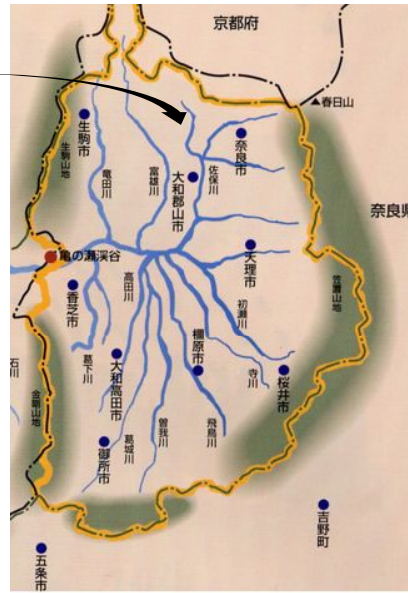 京都府
▲春日山
生駒市
奈良市
生駒山地
竜田川
富雄川
大和郡山市
佐保川
奈良県
亀の瀬渓谷
天理市
笠置山地
高田川
香芝市
初瀬川
橿原市
葛下川
大和高田市
寺川
桜井市
石川
金剛山地
御所市
葛城川
曽我川
飛鳥川
吉野町
五条市